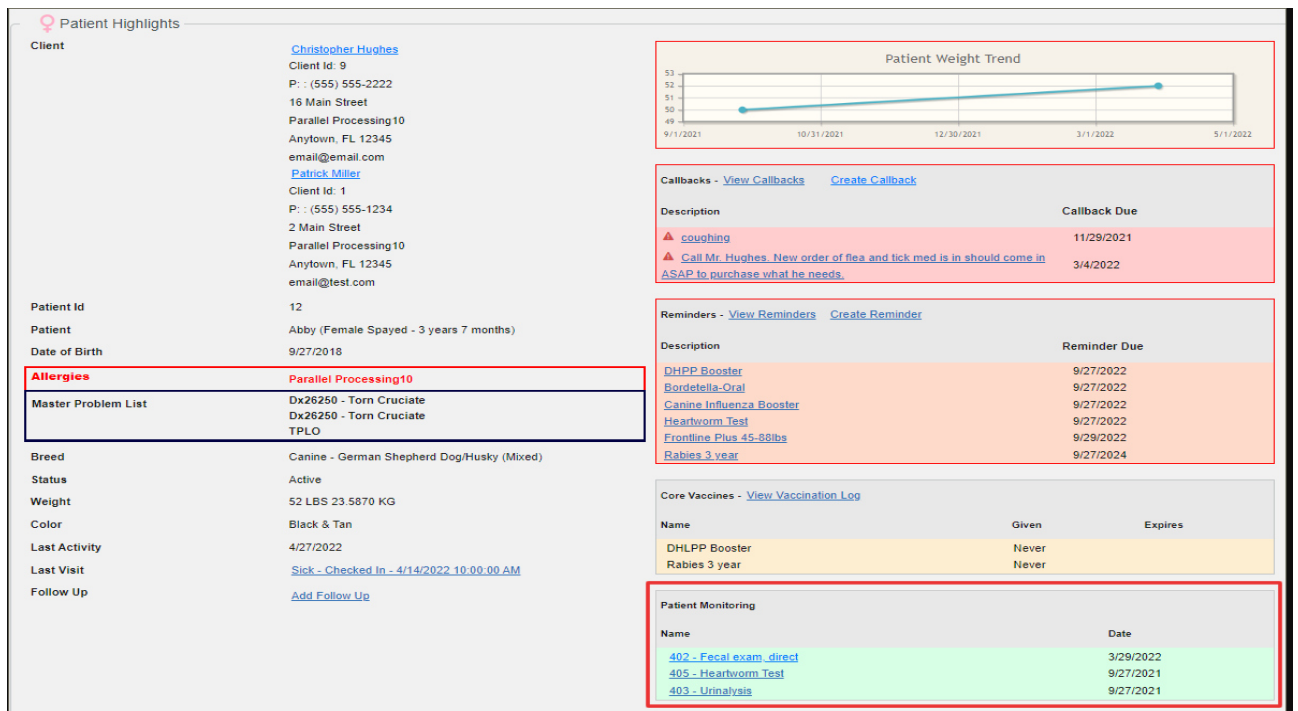 Patient Highlights
Client
Christopher Hughes
Client Id: 9
P: : (555) 555-2222
16 Main Street
Parallel Processing10
Anytown, FL 12345
email@email.com
Patrick Miller
Client Id: 1
P: : (555) 555-1234
2 Main Street
Parallel Processing10
Anytown, FL 12345
email@test.com
Patient Id 12
Patient Abby (Female Spayed - 3 years 7 months)
Date of Birth 9/27/2018
Allergies Parallel Processing10
Master Problem List Dx26250 - Torn Cruciate
Dx26250 - Torn Cruciate
TPLO
Breed Canine - German Shepherd Dog/Husky (Mixed)
Status Active
Weight 52 LBS 23.5870 KG
Color Black & Tan
Last Activity 4/27/2022
Last Visit Sick - Checked In - 4/14/2022 10:00:00 AM
Follow Up Add Follow Up
Patient Weight Trend
53
52
51
50
49
9/1/2021 10/31/2021 12/30/2021 3/1/2022 5/1/2022
Callbacks - View Callbacks Create Callback
Description Callback Due
coughing 11/29/2021
Call Mr. Hughes. New order of flea and tick med is in should come in
ASAP to purchase what he needs. 3/4/2022
Reminders - View Reminders Create Reminder
Description Reminder Due
DHPP Booster 9/27/2022
Bordetella-Oral 9/27/2022
Canine Influenza Booster 9/27/2022
Heartworm Test 9/27/2022
Frontline Plus 45-88lbs 9/29/2022
Rabies 3 year 9/27/2024
Core Vaccines - View Vaccination Log
Name Given Expires
DHLPP Booster Never
Rabies 3 year Never
Patient Monitoring
Name Date
402 - Fecal exam, direct 3/29/2022
405 - Heartworm Test 9/27/2021
403 - Urinalysis 9/27/2021